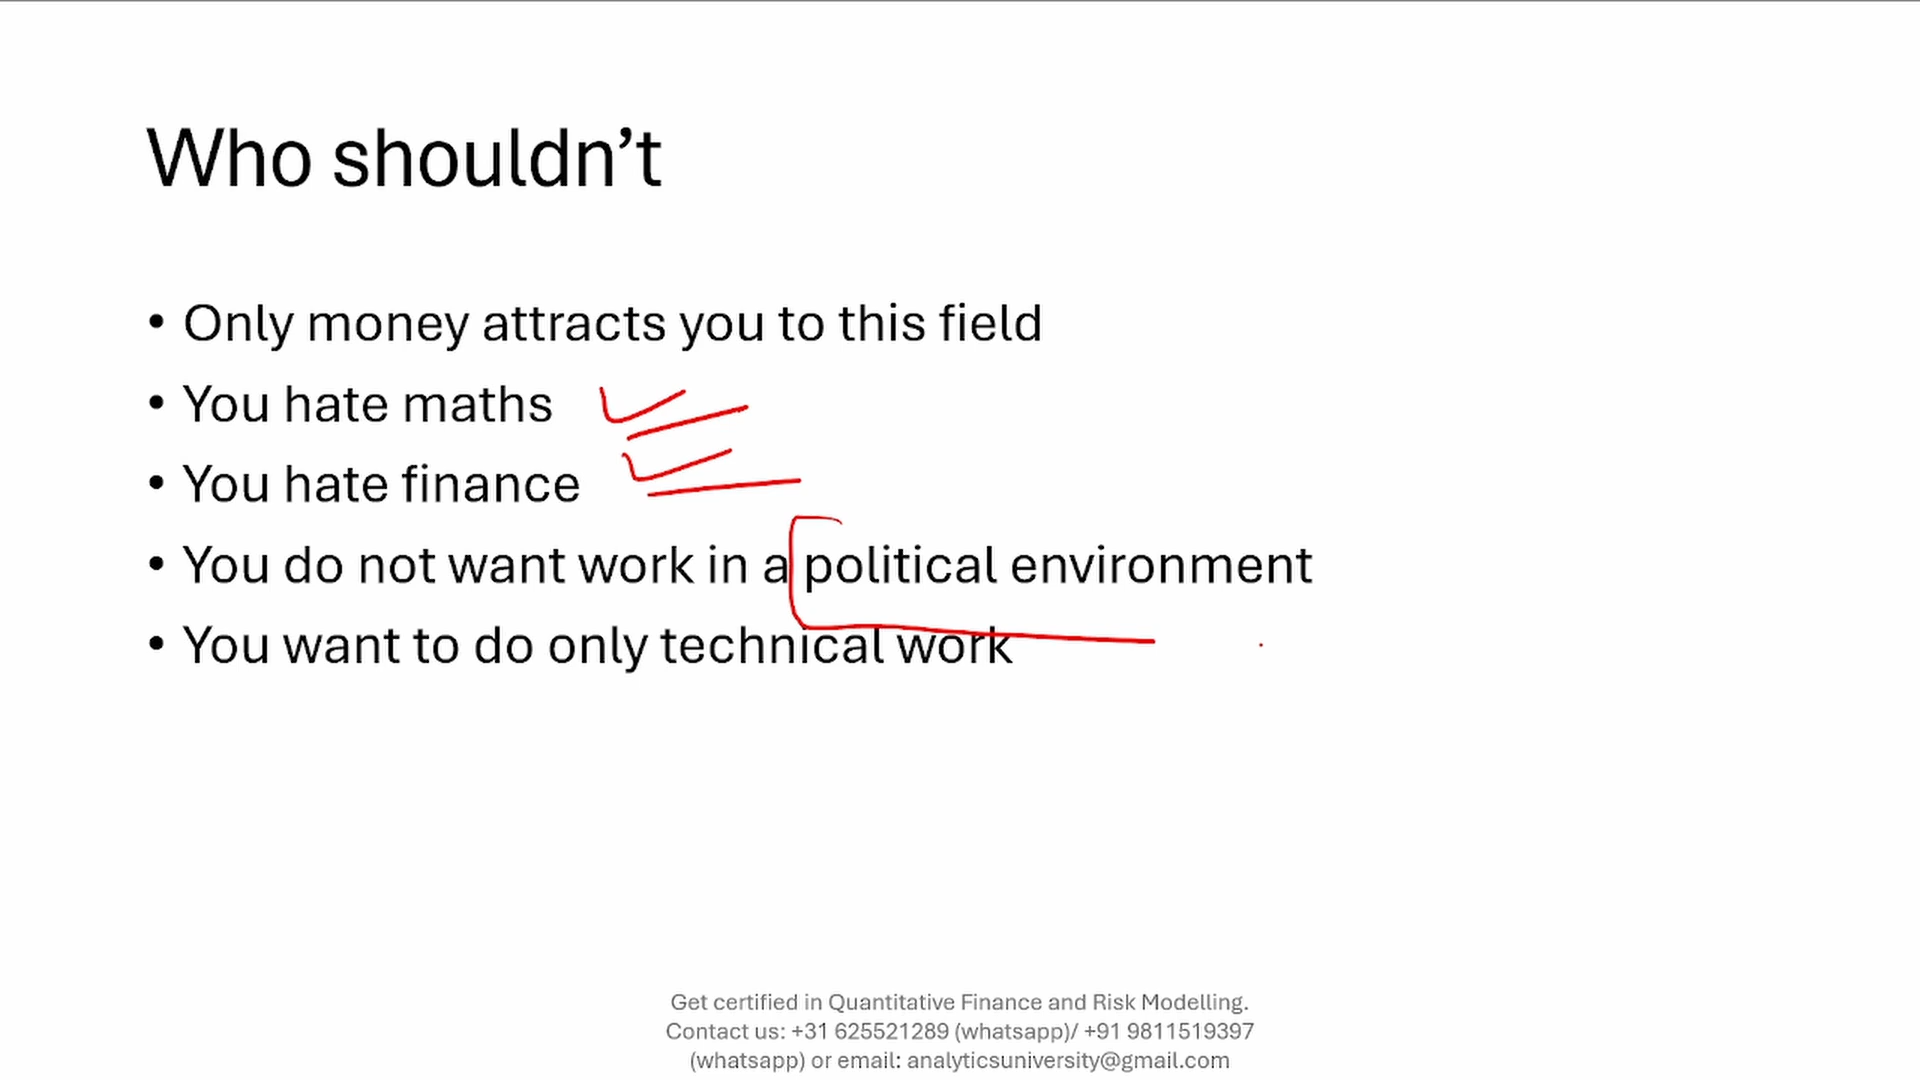 Who shouldn’t
• Only money attracts you to this field
• You hate maths
• You hate finance
• You do not want work in a political environment
• You want to do only technical work
Get certified in Quantitative Finance and Risk Modelling.
Contact us: +31 625521289 (whatsapp)/ +91 9811519397
(whatsapp) or email: analyticsuniversity@gmail.com